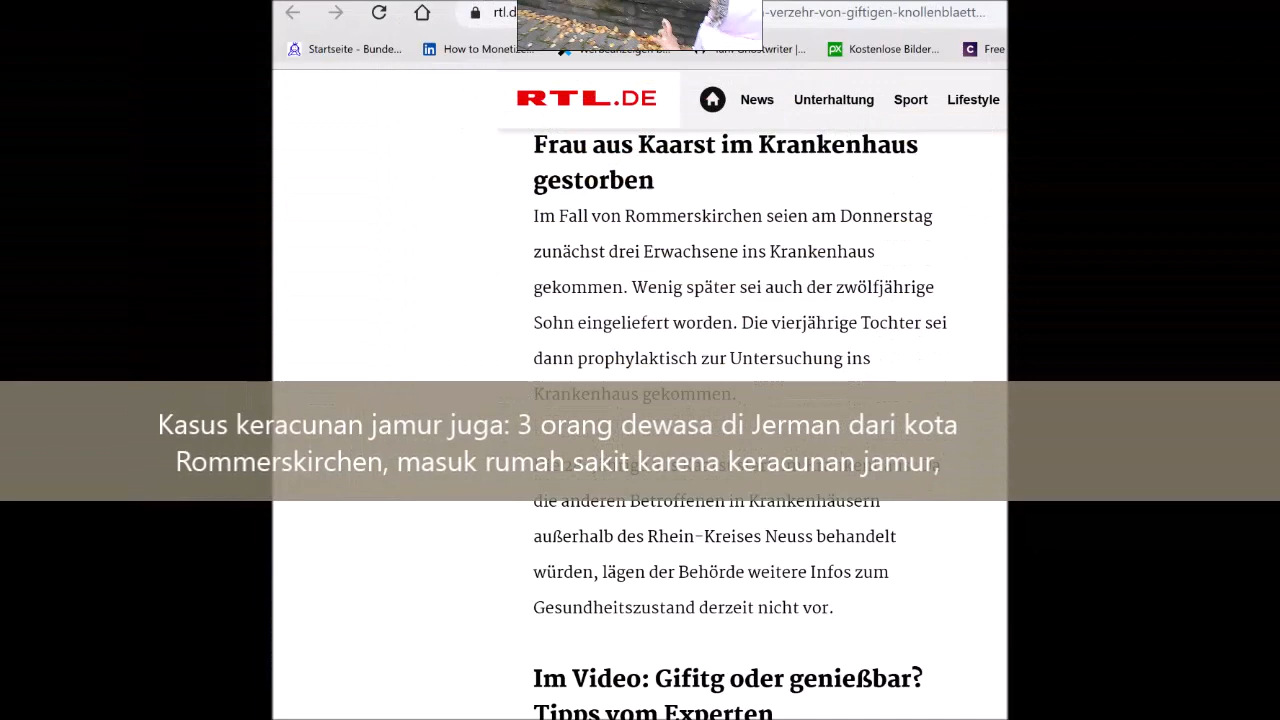 rtl.d
-verzehr-von-giftigen-knollenblaett...
Startseite - Bunde...
How to Monetize...
Werbeanzeigen b...
Kostenlose Bilder...
Free
RTL.DE
News
Unterhaltung
Sport
Lifestyle
Frau aus Kaarst im Krankenhaus
gestorben
Im Fall von Rommerskirchen seien am Donnerstag
zunächst drei Erwachsene ins Krankenhaus
gekommen. Wenig später sei auch der zwölfjährige
Sohn eingeliefert worden. Die vierjährige Tochter sei
dann prophylaktisch zur Untersuchung ins
Krankenhaus gekommen.
Kasus keracunan jamur juga: 3 orang dewasa di Jerman dari kota
Rommerskirchen, masuk rumah sakit karena keracunan jamur,
die anderen Betroffenen in Krankenhäusern
außerhalb des Rhein-Kreises Neuss behandelt
würden, lägen der Behörde weitere Infos zum
Gesundheitszustand derzeit nicht vor.
Im Video: Gifitg oder genießbar?
Tipps vom Experten